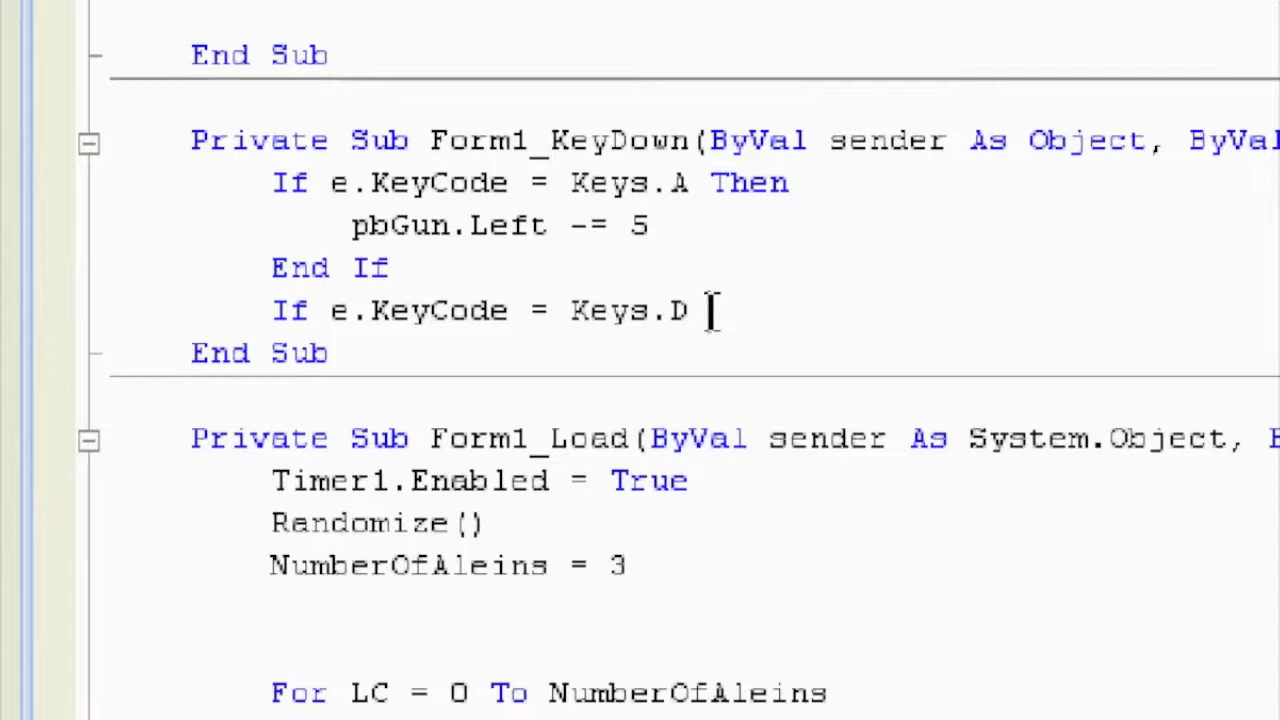 End Sub
Private Sub Form1_KeyDown(ByVal sender As Object, ByVal
If e.KeyCode = Keys.A Then
pbGun.Left -= 5
End If
If e.KeyCode = Keys.D
End Sub
Private Sub Form1_Load(ByVal sender As System.Object,
Timer1.Enabled = True
Randomize()
NumberOfAleins = 3
For LC = 0 To NumberOfAleins